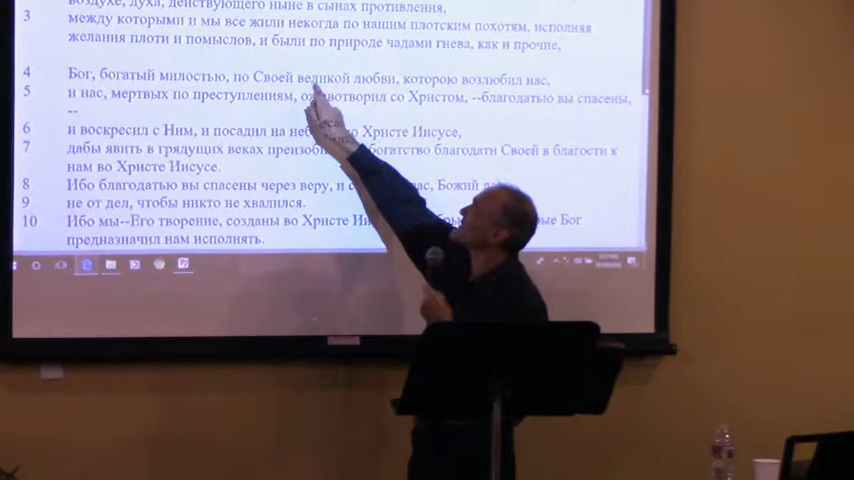 воздухе, духа, действующего ныне в сынах противления,
3 между которыми и мы все жили некогда по нашим плотским похотям, исполняя
желания плоти и помыслов, и были по природе чадами гнева, как и прочие,
4 Бог, богатый милостью, по Своей великой любви, которою возлюбил нас,
5 и нас, мертвых по преступлениям, со Христом, --благодатью вы спасены,
--
6 и воскресил с Ним, и посадил на Христе Иисусе,
7 дабы явить в грядущих веках богатство благодати Своей в благости к
нам во Христе Иисусе.
8 Ибо благодатью вы спасены через веру, и Божий
9 не от дел, чтобы никто не хвалился.
10 Ибо мы--Его творение, созданы во Христе Бог
предназначил нам исполнять.